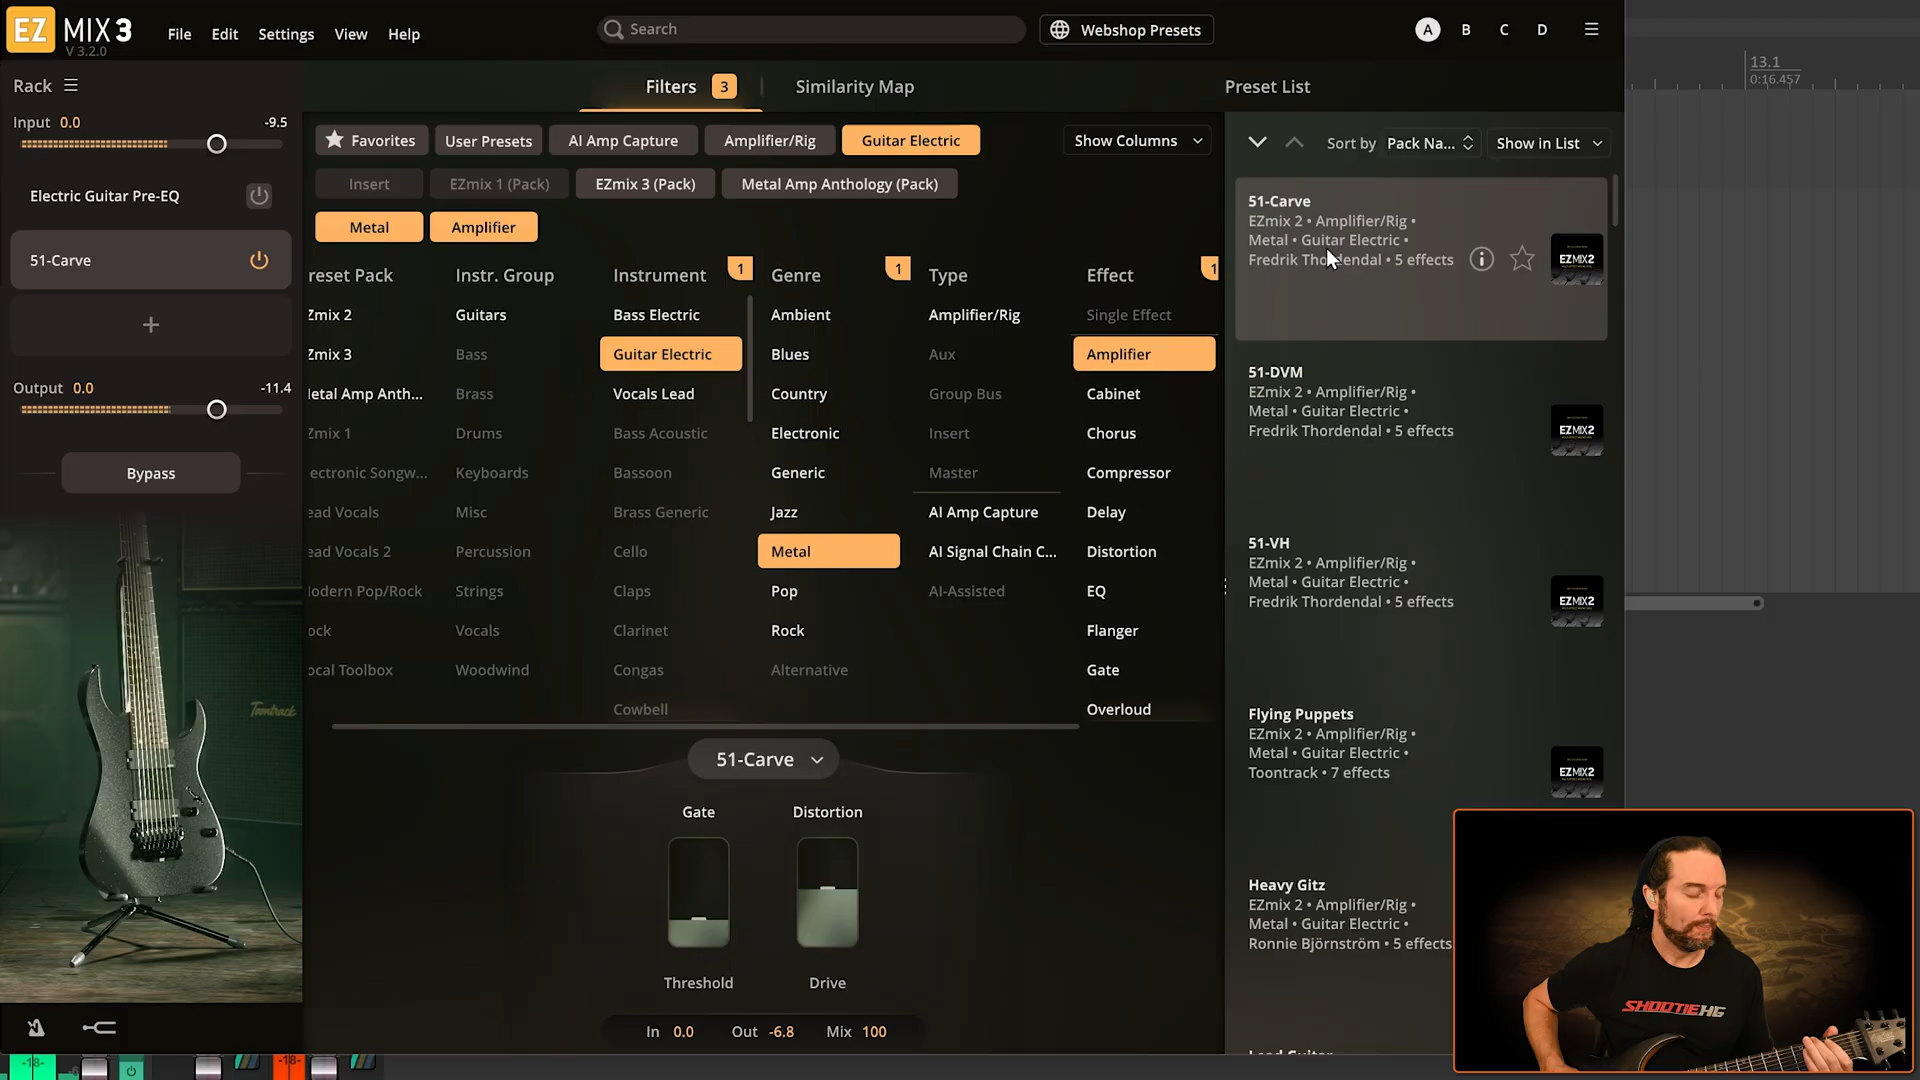 EZ MIX 3
V 3.2.0
File Edit Settings View Help
Search
Webshop Presets
A B C D
13.1
0:16.457
Rack
Filters 3
Similarity Map
Preset List
Input 0.0 -9.5
Favorites User Presets AI Amp Capture Amplifier/Rig Guitar Electric
Show Columns
Sort by Pack Na...
Show in List
Insert EZmix 1 (Pack) EZmix 3 (Pack) Metal Amp Anthology (Pack)
Metal Amplifier
Electric Guitar Pre-EQ
51-Carve
Output 0.0 -11.4
Bypass
Toontrack
reset Pack
Zmix 2
Zmix 3
letal Amp Anth...
Zmix 1
ectronic Songw...
ead Vocals
ead Vocals 2
lodern Pop/Rock
ock
ocal Toolbox
Instr. Group
Guitars
Bass
Brass
Drums
Keyboards
Misc
Percussion
Strings
Vocals
Woodwind
Instrument 1
Bass Electric
Guitar Electric
Vocals Lead
Bass Acoustic
Bassoon
Brass Generic
Cello
Claps
Clarinet
Congas
Cowbell
Genre 1
Ambient
Blues
Country
Electronic
Generic
Jazz
Metal
Pop
Rock
Alternative
Type
Amplifier/Rig
Aux
Group Bus
Insert
Master
AI Amp Capture
AI Signal Chain C...
AI-Assisted
Effect 1
Single Effect
Amplifier
Cabinet
Chorus
Compressor
Delay
Distortion
EQ
Flanger
Gate
Overloud
51-Carve
EZmix 2 • Amplifier/Rig •
Metal • Guitar Electric •
Fredrik Thordendal • 5 effects
EZMIX2
51-DVM
EZmix 2 • Amplifier/Rig •
Metal • Guitar Electric •
Fredrik Thordendal • 5 effects
EZMIX2
51-VH
EZmix 2 • Amplifier/Rig •
Metal • Guitar Electric •
Fredrik Thordendal • 5 effects
EZMIX2
Flying Puppets
EZmix 2 • Amplifier/Rig •
Metal • Guitar Electric •
Toontrack • 7 effects
EZMIX2
Heavy Gitz
EZmix 2 • Amplifier/Rig •
Metal • Guitar Electric •
Ronnie Björnström • 5 effects
Lead Guitar
51-Carve
Gate Distortion
Threshold Drive
In 0.0 Out -6.8 Mix 100
SHOOTIE HG
-18-
-18-